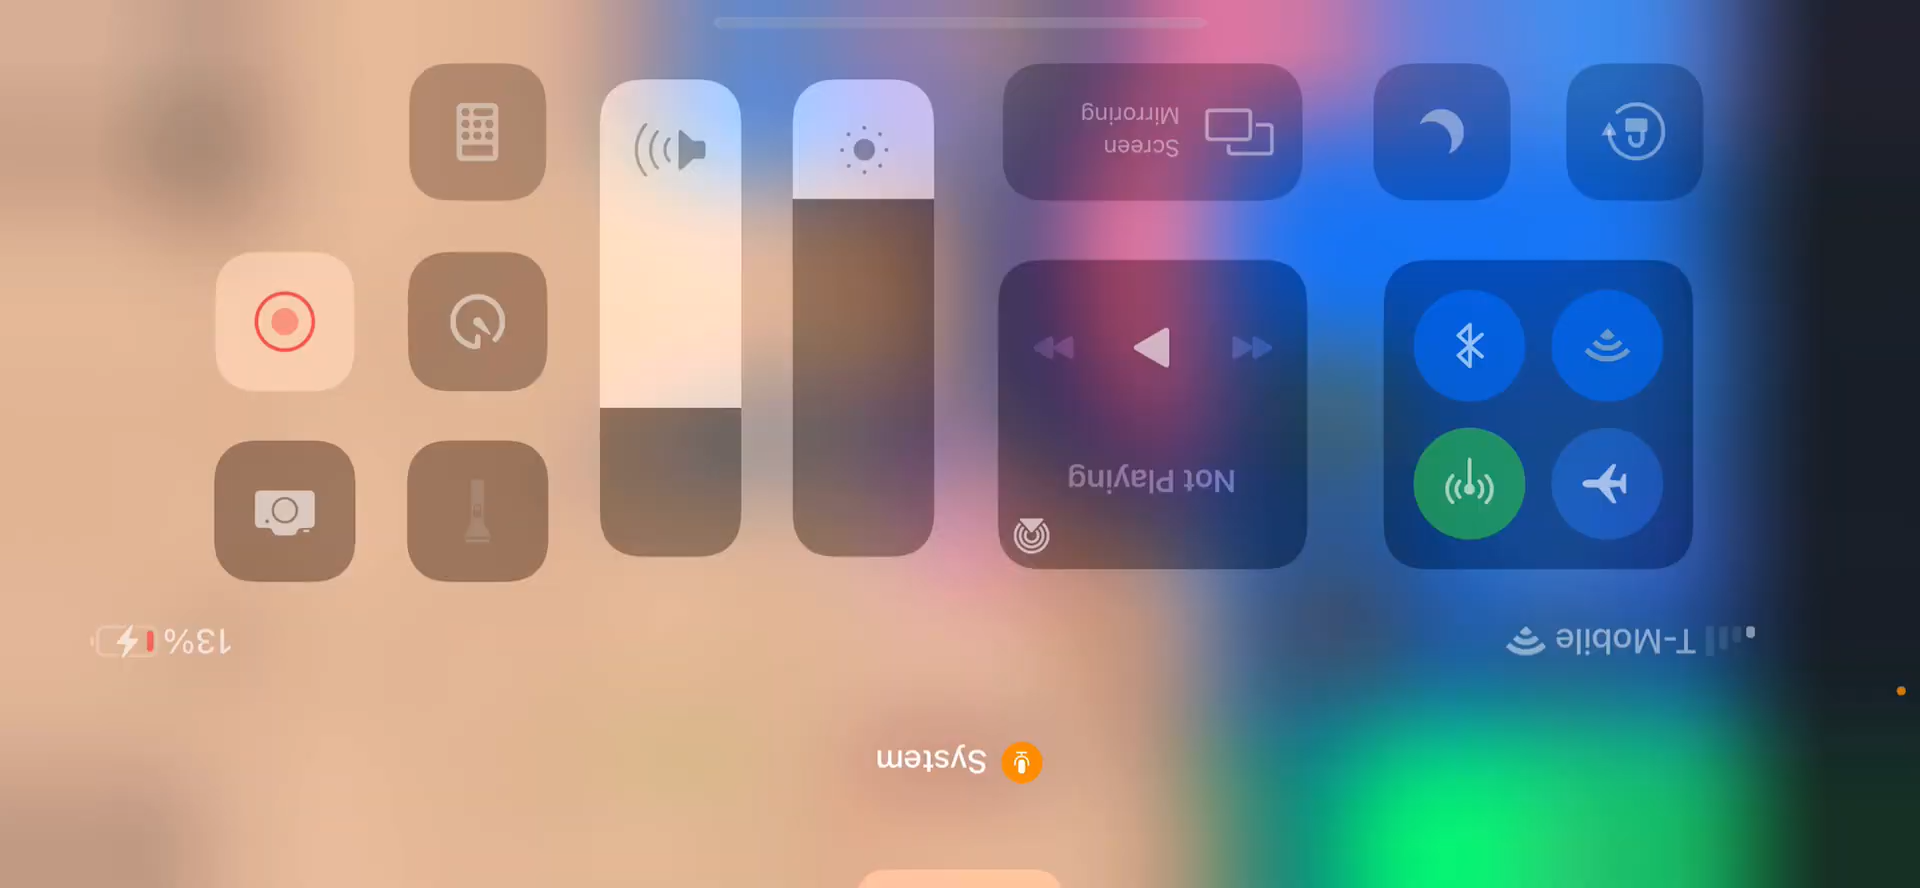 System
T-Mobile
13%
Not Playing
Screen
Mirroring